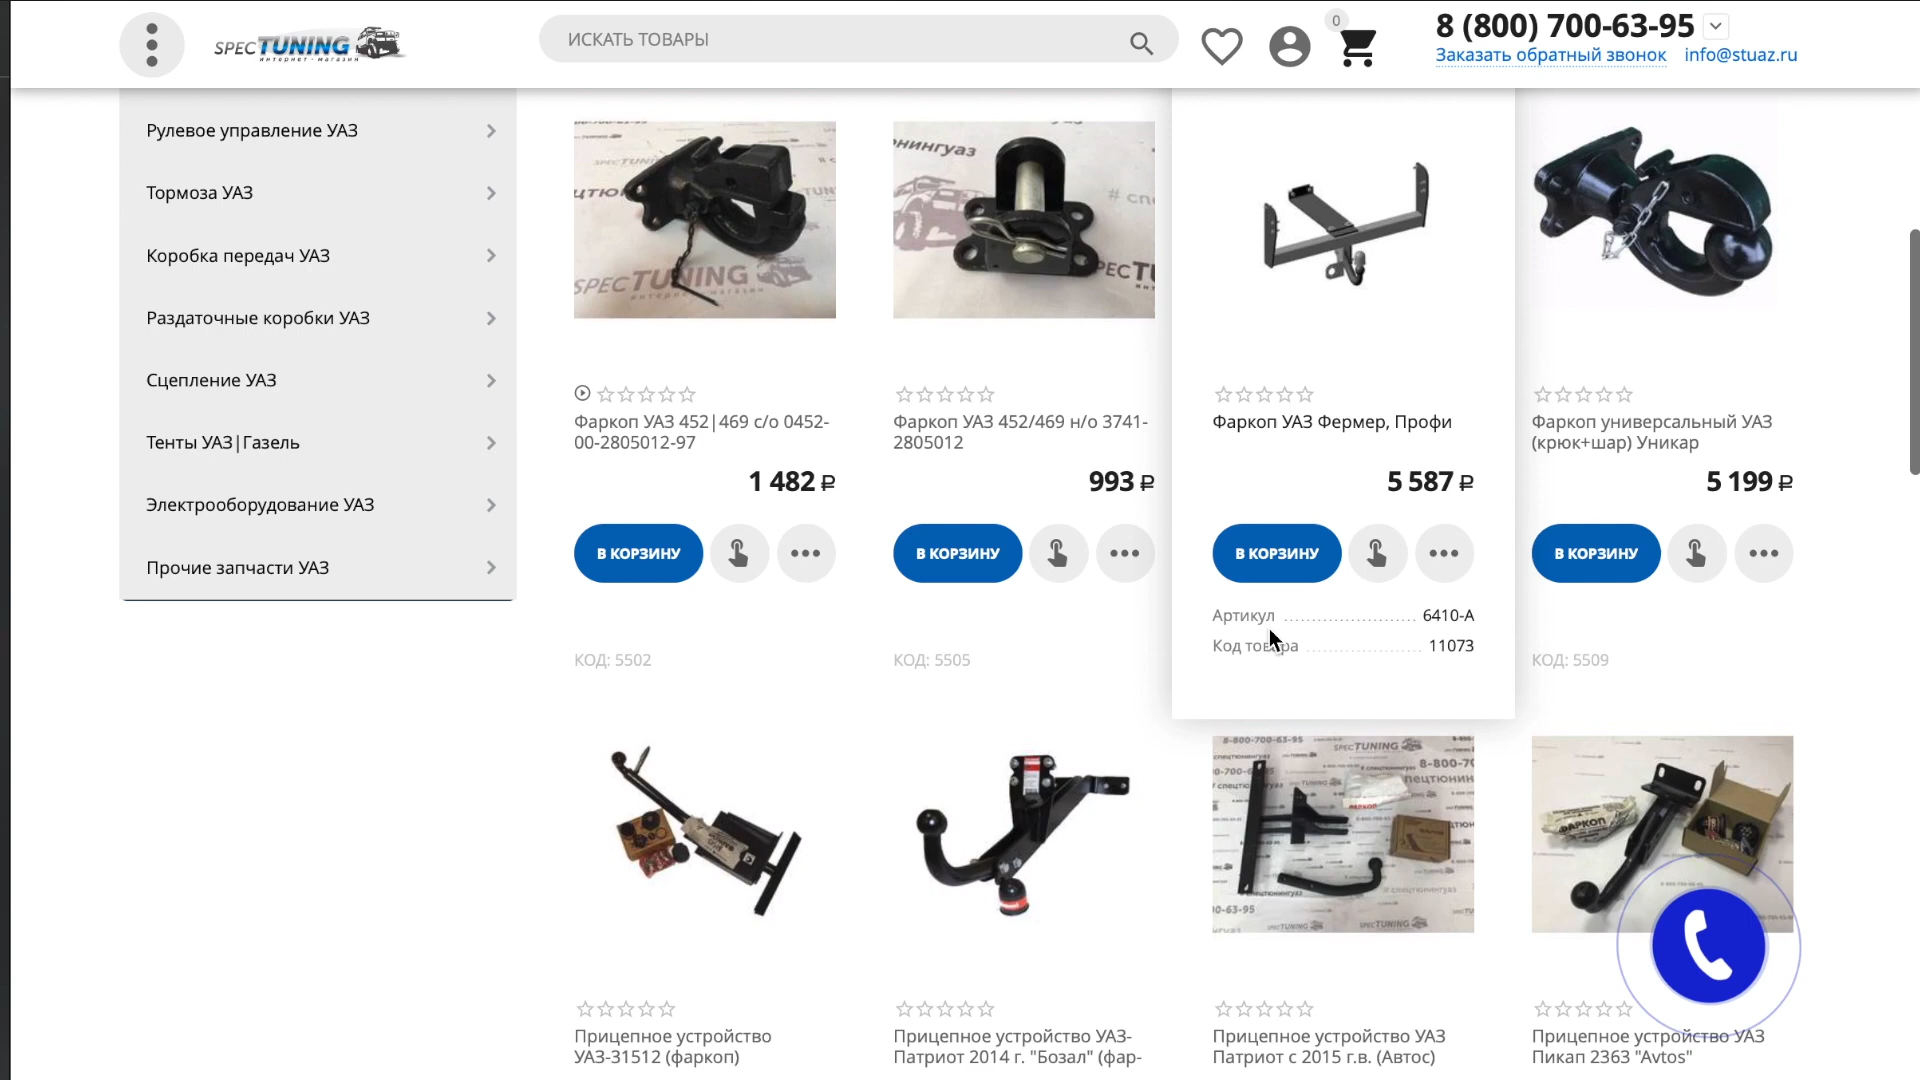 SPECTUNING
интернет - магазин
ИСКАТЬ ТОВАРЫ
0
8 (800) 700-63-95
Заказать обратный звонок info@stuaz.ru
Рулевое управление УАЗ
Тормоза УАЗ
Коробка передач УАЗ
Раздаточные коробки УАЗ
Сцепление УАЗ
Тенты УАЗ|Газель
Электрооборудование УАЗ
Прочие запчасти УАЗ
Фаркоп УАЗ 452|469 с/о 0452-
00-2805012-97
1 482 ₽
В КОРЗИНУ
КОД: 5502
Фаркоп УАЗ 452/469 н/о 3741-
2805012
993 ₽
В КОРЗИНУ
КОД: 5505
Фаркоп УАЗ Фермер, Профи
5 587 ₽
В КОРЗИНУ
Артикул 6410-A
Код товара 11073
Фаркоп универсальный УАЗ
(крюк+шар) Уникар
5 199 ₽
В КОРЗИНУ
КОД: 5509
Прицепное устройство
УАЗ-31512 (фаркоп)
Прицепное устройство УАЗ-
Патриот 2014 г. "Бозал" (фар-
Прицепное устройство УАЗ
Патриот с 2015 г.в. (Автос)
Прицепное устройство УАЗ
Пикап 2363 "Avtos"